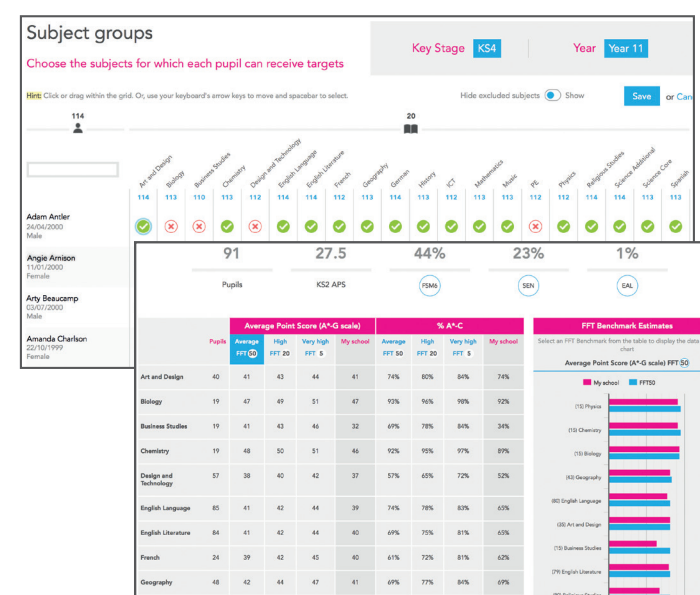 Subject groups
Choose the subjects for which each pupil can receive targets
Key Stage KS4 Year Year 11
Hint: Click or drag within the grid. Or, use your keyboard's arrow keys to move and spacebar to select.
Hide excluded subjects Show Save or Can
114 20
Art and Design Biology Business Studies Chemistry Design and Technology English Language English Literature French Geography German History ICT Mathematics Music PE Physics Religious Studies Science Additional Science Core Spanish
114 113 110 113 112 114 114 112 113 114 113 112 113 113 112 112 114 114 113 113
Adam Antler
24/04/2000
Male
Angie Arnison
11/01/2000
Female
Arty Beaucamp
03/07/2000
Male
Amanda Charlson
22/10/1999
Female
91 27.5 44% 23% 1%
Pupils KS2 APS FSM6 SEN EAL
Average Point Score (A*-G scale) % A*-C
Pupils Average High Very high My school Average High Very high My school
FFT 50 FFT 20 FFT 5 FFT 50 FFT 20 FFT 5
Art and Design 40 41 43 44 41 74% 80% 84% 74%
Biology 19 47 49 51 47 93% 96% 98% 92%
Business Studies 19 41 43 46 32 69% 78% 84% 34%
Chemistry 19 48 50 51 46 92% 95% 97% 89%
Design and
Technology 57 38 40 42 37 57% 65% 72% 52%
English Language 85 41 42 44 39 74% 78% 83% 65%
English Literature 84 41 42 44 40 69% 75% 81% 65%
French 24 39 42 45 40 61% 72% 81% 62%
Geography 48 42 44 47 41 69% 77% 84% 69%
FFT Benchmark Estimates
Select an FFT Benchmark from the table to display the data
chart
Average Point Score (A*-G scale) FFT 50
My school FFT50
(15) Physics
(15) Chemistry
(15) Biology
(43) Geography
(80) English Language
(35) Art and Design
(15) Business Studies
(79) English Literature
Religious Studies